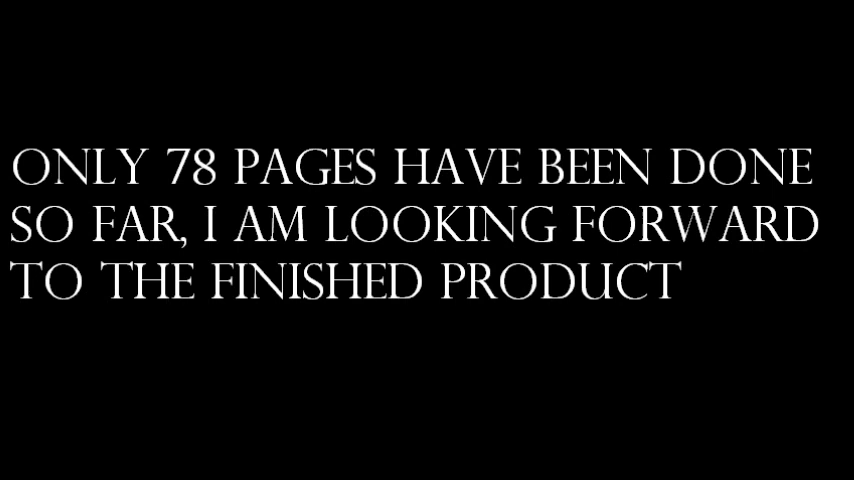 ONLY 78 PAGES HAVE BEEN DONE
SO FAR, I AM LOOKING FORWARD
TO THE FINISHED PRODUCT